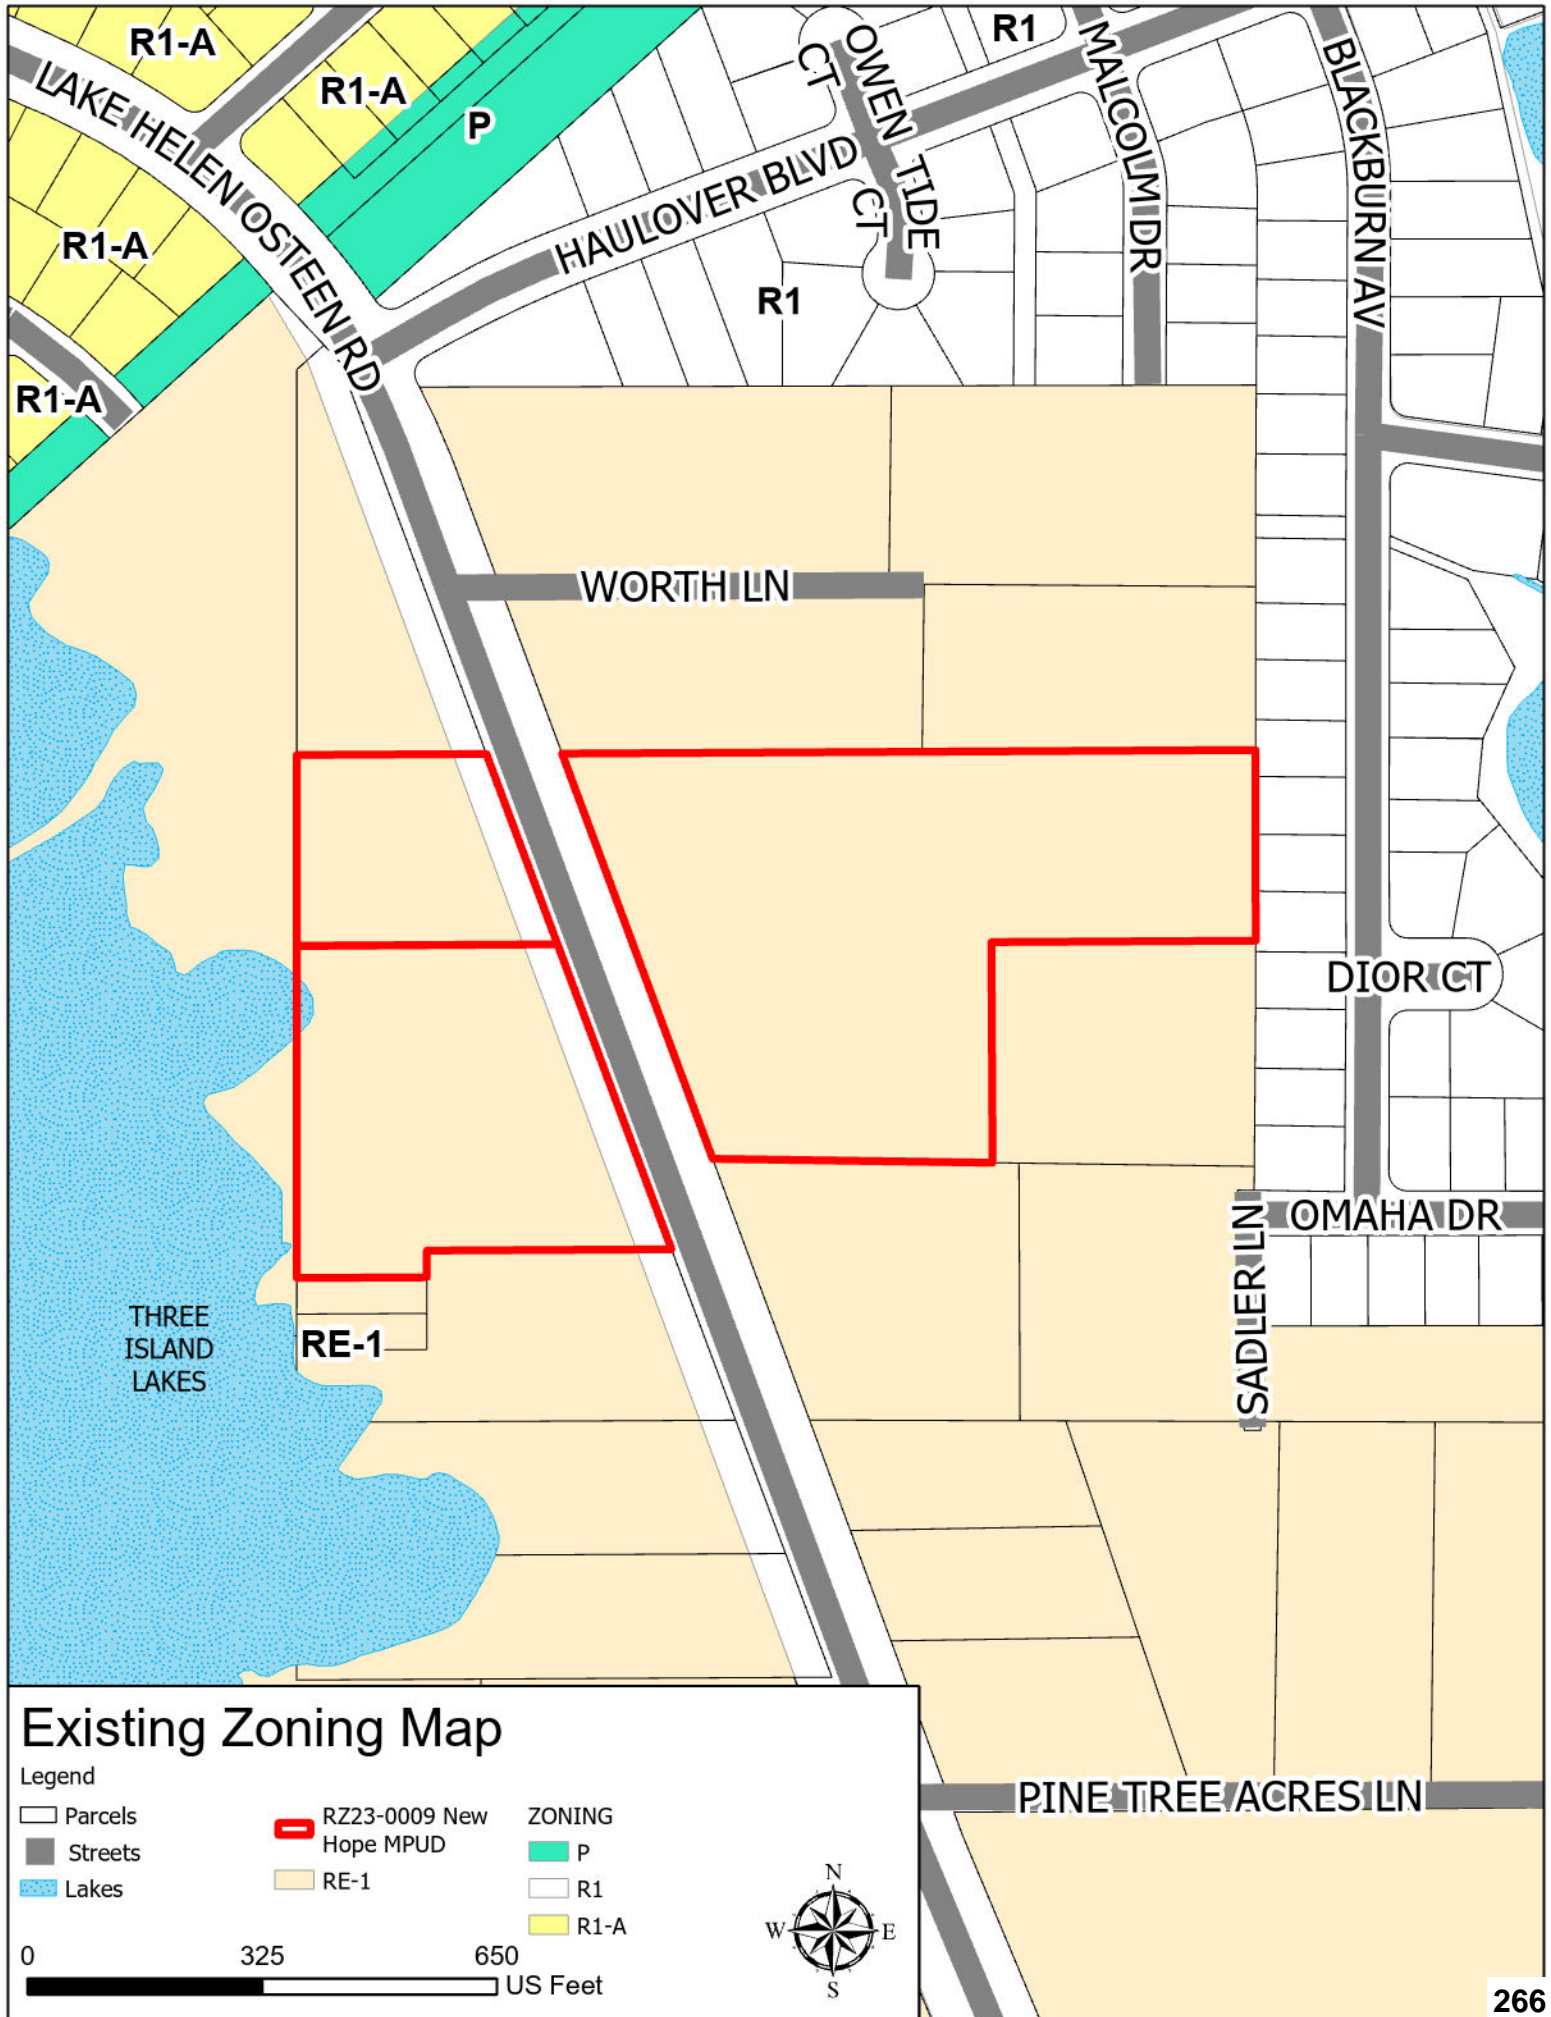 R1-A
R1-A
P
R1
LAKE HELEN OSTEEN RD
OWEN TIDE
CT
CT
MALCOLM DR
BLACKBURN AV
HAULOVER BLVD
R1-A
R1
R1-A
WORTH LN
DIOR CT
OMAHA DR
SADLER LN
THREE
ISLAND
LAKES
RE-1
PINE TREE ACRES LN
Existing Zoning Map
Legend
Parcels
Streets
Lakes
RZ23-0009 New
Hope MPUD
RE-1
ZONING
P
R1
R1-A
N
W E
S
0 325 650
US Feet
266